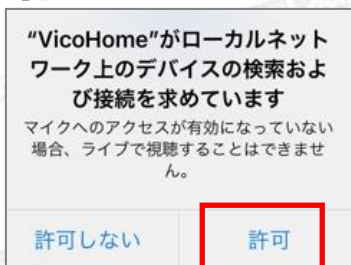 “VicoHome”がローカルネット
ワーク上のデバイスの検索およ
び接続を求めています
マイクへのアクセスが有効になっていない
場合、ライブで視聴することはできませ
ん。
許可しない
許可